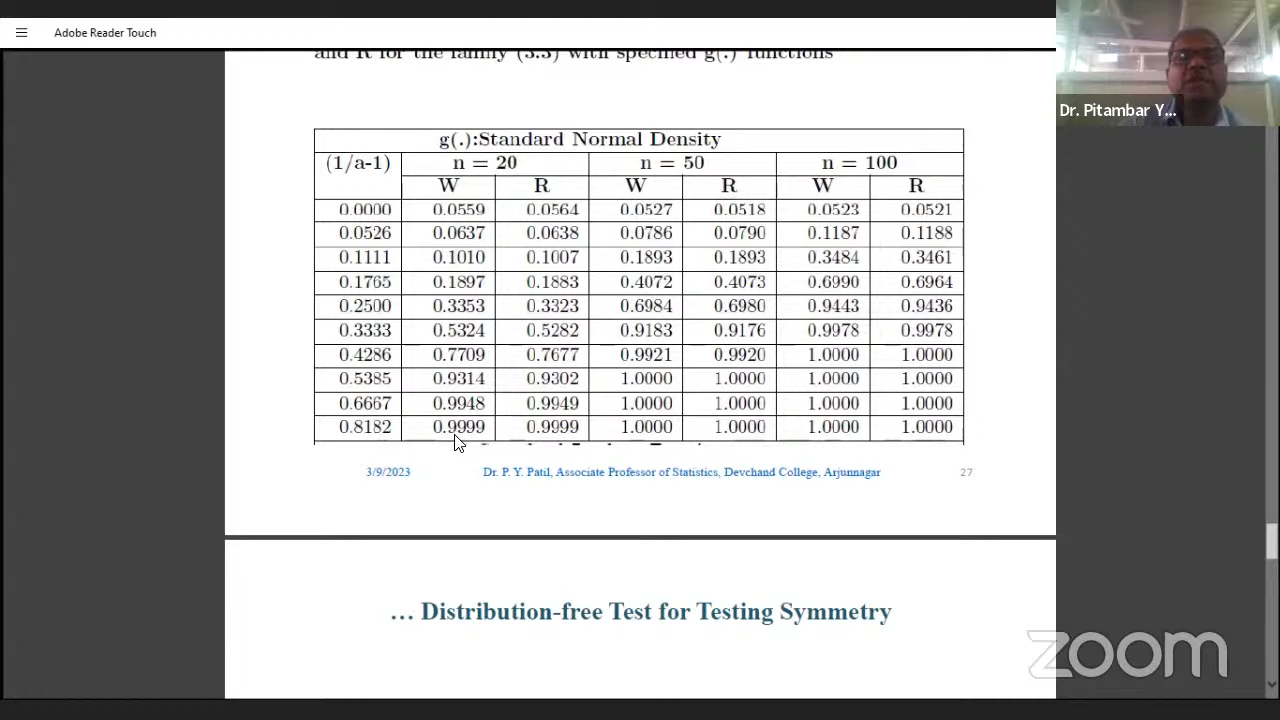 Adobe Reader Touch
and R for the family (3.3) with specified g(.) functions
Dr. Pitambar Y...
g(.):Standard Normal Density
(1/a-1) n = 20 n = 50 n = 100
W R W R W R
0.0000 0.0559 0.0564 0.0527 0.0518 0.0523 0.0521
0.0526 0.0637 0.0638 0.0786 0.0790 0.1187 0.1188
0.1111 0.1010 0.1007 0.1893 0.1893 0.3484 0.3461
0.1765 0.1897 0.1883 0.4072 0.4073 0.6990 0.6964
0.2500 0.3353 0.3323 0.6984 0.6980 0.9443 0.9436
0.3333 0.5324 0.5282 0.9183 0.9176 0.9978 0.9978
0.4286 0.7709 0.7677 0.9921 0.9920 1.0000 1.0000
0.5385 0.9314 0.9302 1.0000 1.0000 1.0000 1.0000
0.6667 0.9948 0.9949 1.0000 1.0000 1.0000 1.0000
0.8182 0.9999 0.9999 1.0000 1.0000 1.0000 1.0000
3/9/2023 Dr. P. Y. Patil, Associate Professor of Statistics, Devchand College, Arjunnagar 27
... Distribution-free Test for Testing Symmetry
zoom